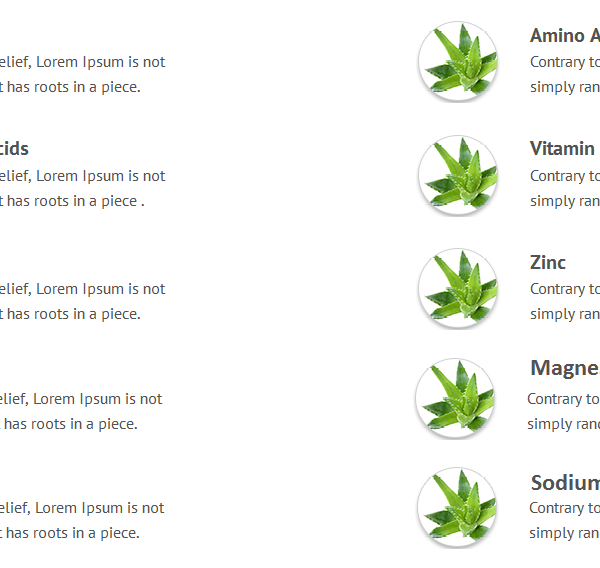 elief, Lorem Ipsum is not
has roots in a piece.
cids
elief, Lorem Ipsum is not
has roots in a piece .
elief, Lorem Ipsum is not
has roots in a piece.
elief, Lorem Ipsum is not
has roots in a piece.
elief, Lorem Ipsum is not
has roots in a piece.
Amino A
Contrary to
simply ran
Vitamin
Contrary to
simply ran
Zinc
Contrary to
simply ran
Magne
Contrary to
simply ran
Sodium
Contrary to
simply ran